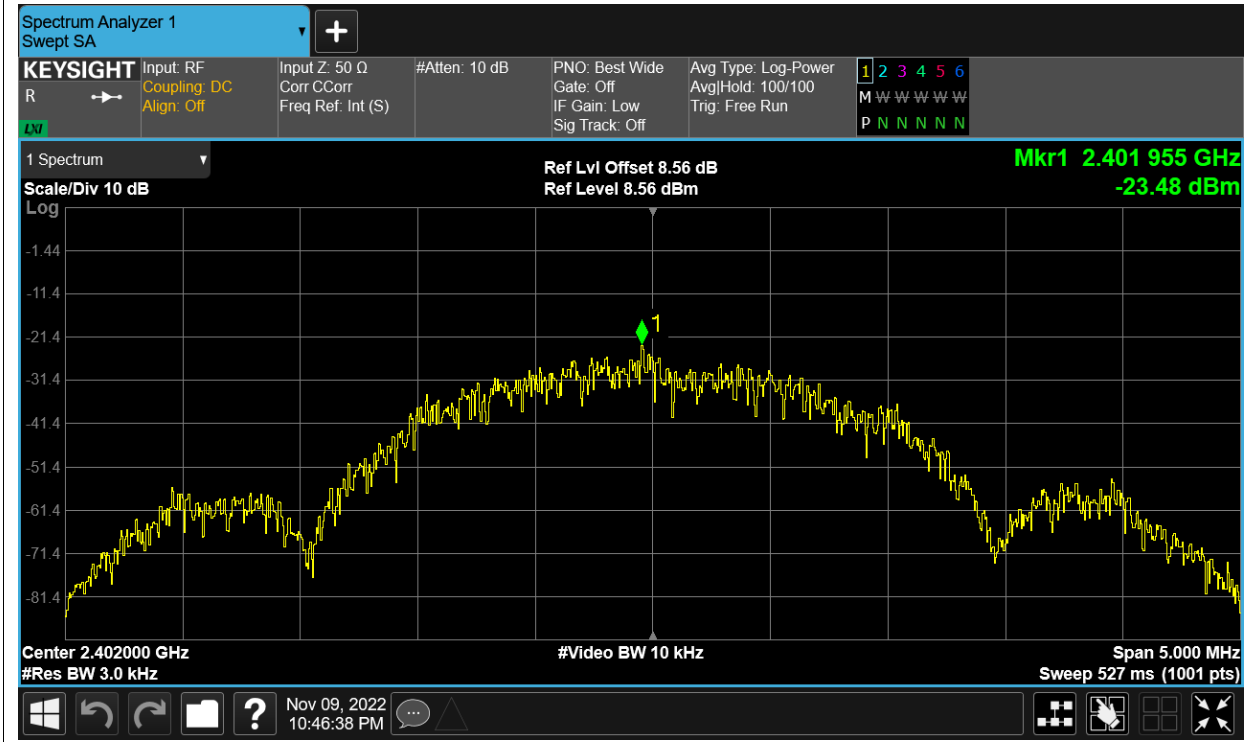 Spectrum Analyzer 1
Swept SA
▼
+
KEYSIGHT
R
LXI
Input: RF
Coupling: DC
Align: Off
Input Z: 50 Ω
Corr CCorr
Freq Ref: Int (S)
#Atten: 10 dB
PNO: Best Wide
Gate: Off
IF Gain: Low
Sig Track: Off
Avg Type: Log-Power
Avg|Hold: 100/100
Trig: Free Run
1 2 3 4 5 6
M W W W W W W
P N N N N N N
1 Spectrum ▼
Scale/Div 10 dB
Log
Ref Lvl Offset 8.56 dB
Ref Level 8.56 dBm
Mkr1 2.401 955 GHz
-23.48 dBm
-1.44
-11.4
1
-21.4
-31.4
-41.4
-51.4
-61.4
-71.4
-81.4
Center 2.402000 GHz #Video BW 10 kHz Span 5.000 MHz
#Res BW 3.0 kHz Sweep 527 ms (1001 pts)
?
Nov 09, 2022
10:46:38 PM